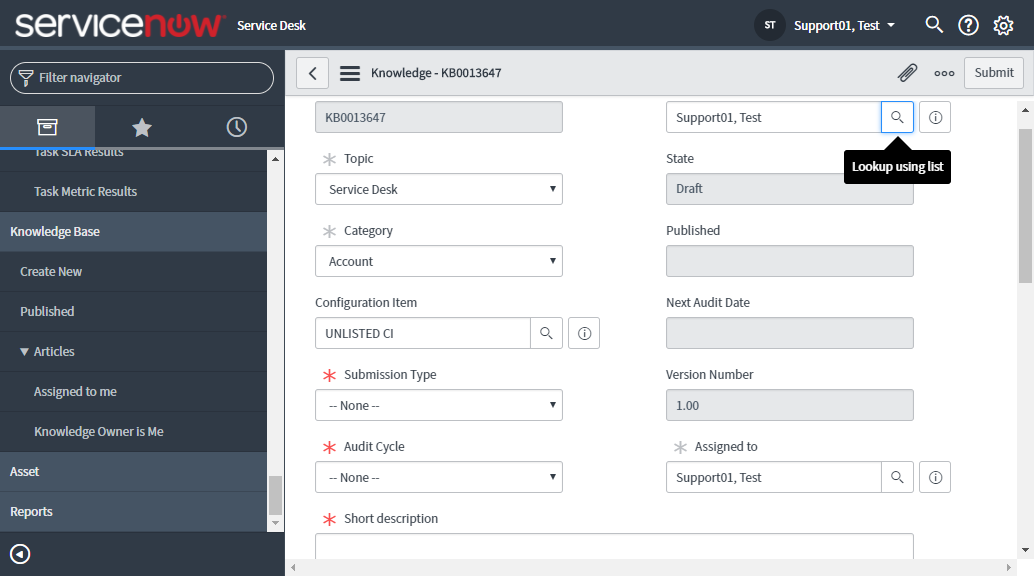 servicenow Service Desk
ST Support01, Test
Filter navigator
Task SLA Results
Task Metric Results
Knowledge Base
Create New
Published
Articles
Assigned to me
Knowledge Owner is Me
Asset
Reports
Knowledge - KB0013647
Submit
KB0013647
Topic
Service Desk
Category
Account
Configuration Item
UNLISTED CI
Submission Type
-- None --
Audit Cycle
-- None --
Short description
Support01, Test
Lookup using list
State
Draft
Published
Next Audit Date
Version Number
1.00
Assigned to
Support01, Test